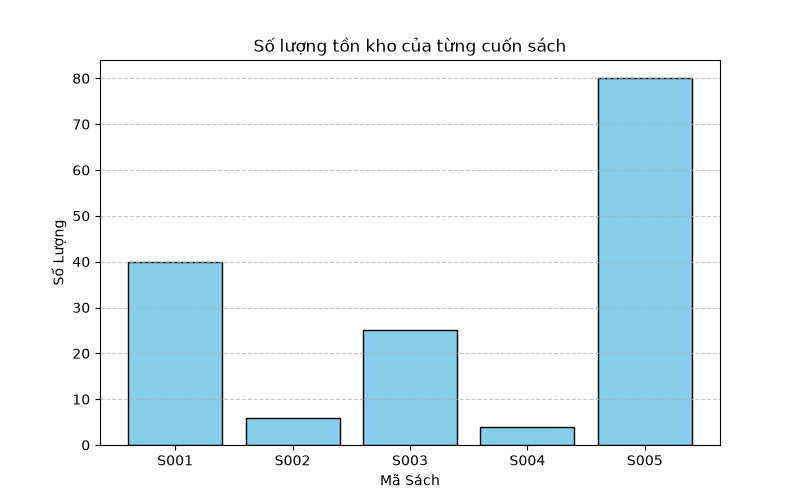 Số lượng tồn kho của từng cuốn sách
80
70
60
50
40
30
20
10
0
Số Lượng
S001 S002 S003 S004 S005
Mã Sách